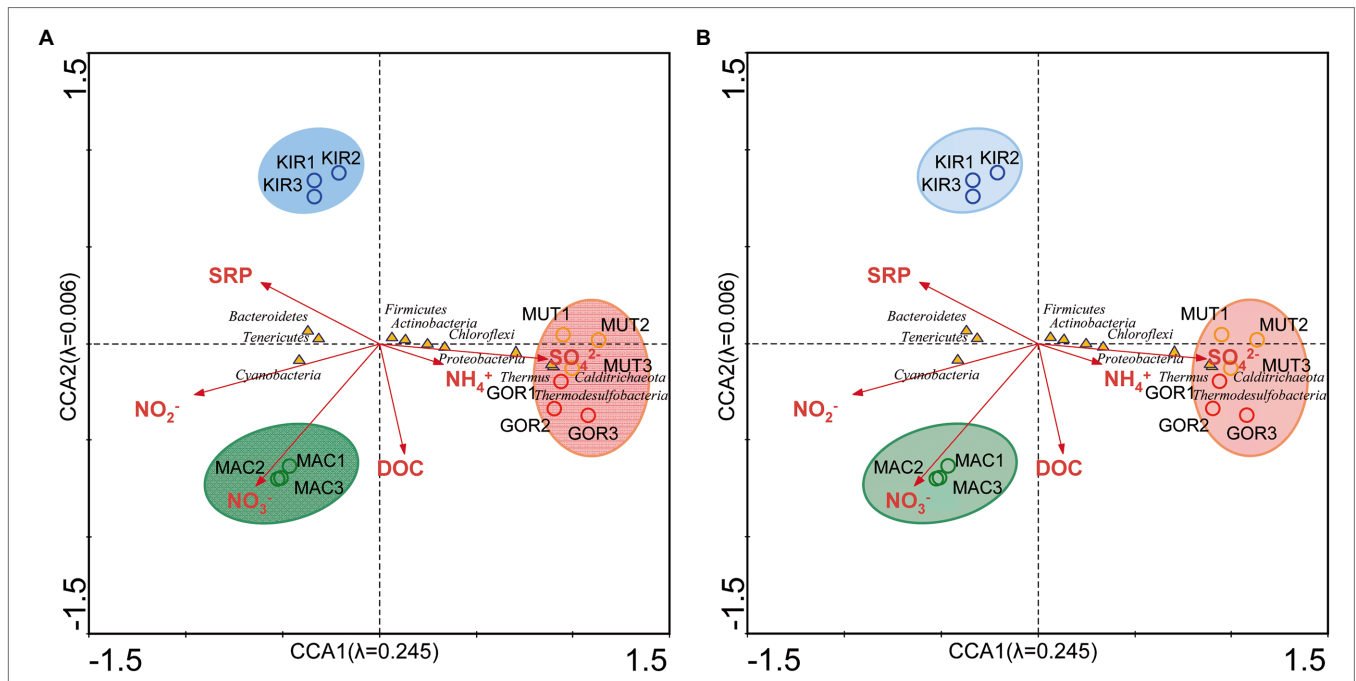 A
1.5
KIR1 KIR2
KIR3
SRP
Bacteroidetes
Tenericutes
Cyanobacteria
NO2-
Firmicutes
Actinobacteria
Chloroflexi
Proteobacteria
NH4+
MUT1
MUT2
SO42-
MUT3
Thermus Calditrichaeota
GOR1 Thermodesulfobacteria
GOR2 GOR3
MAC2 MAC1
MAC3
NO3-
DOC
CCA2(λ=0.006)
-1.5
-1.5 CCA1(λ=0.245) 1.5
B
1.5
KIR1 KIR2
KIR3
SRP
Bacteroidetes
Tenericutes
Cyanobacteria
NO2-
Firmicutes
Actinobacteria
Chloroflexi
Proteobacteria
NH4+
MUT1
MUT2
SO42-
MUT3
Thermus Calditrichaeota
GOR1 Thermodesulfobacteria
GOR2 GOR3
MAC2 MAC1
MAC3
NO3-
DOC
CCA2(λ=0.006)
-1.5
-1.5 CCA1(λ=0.245) 1.5